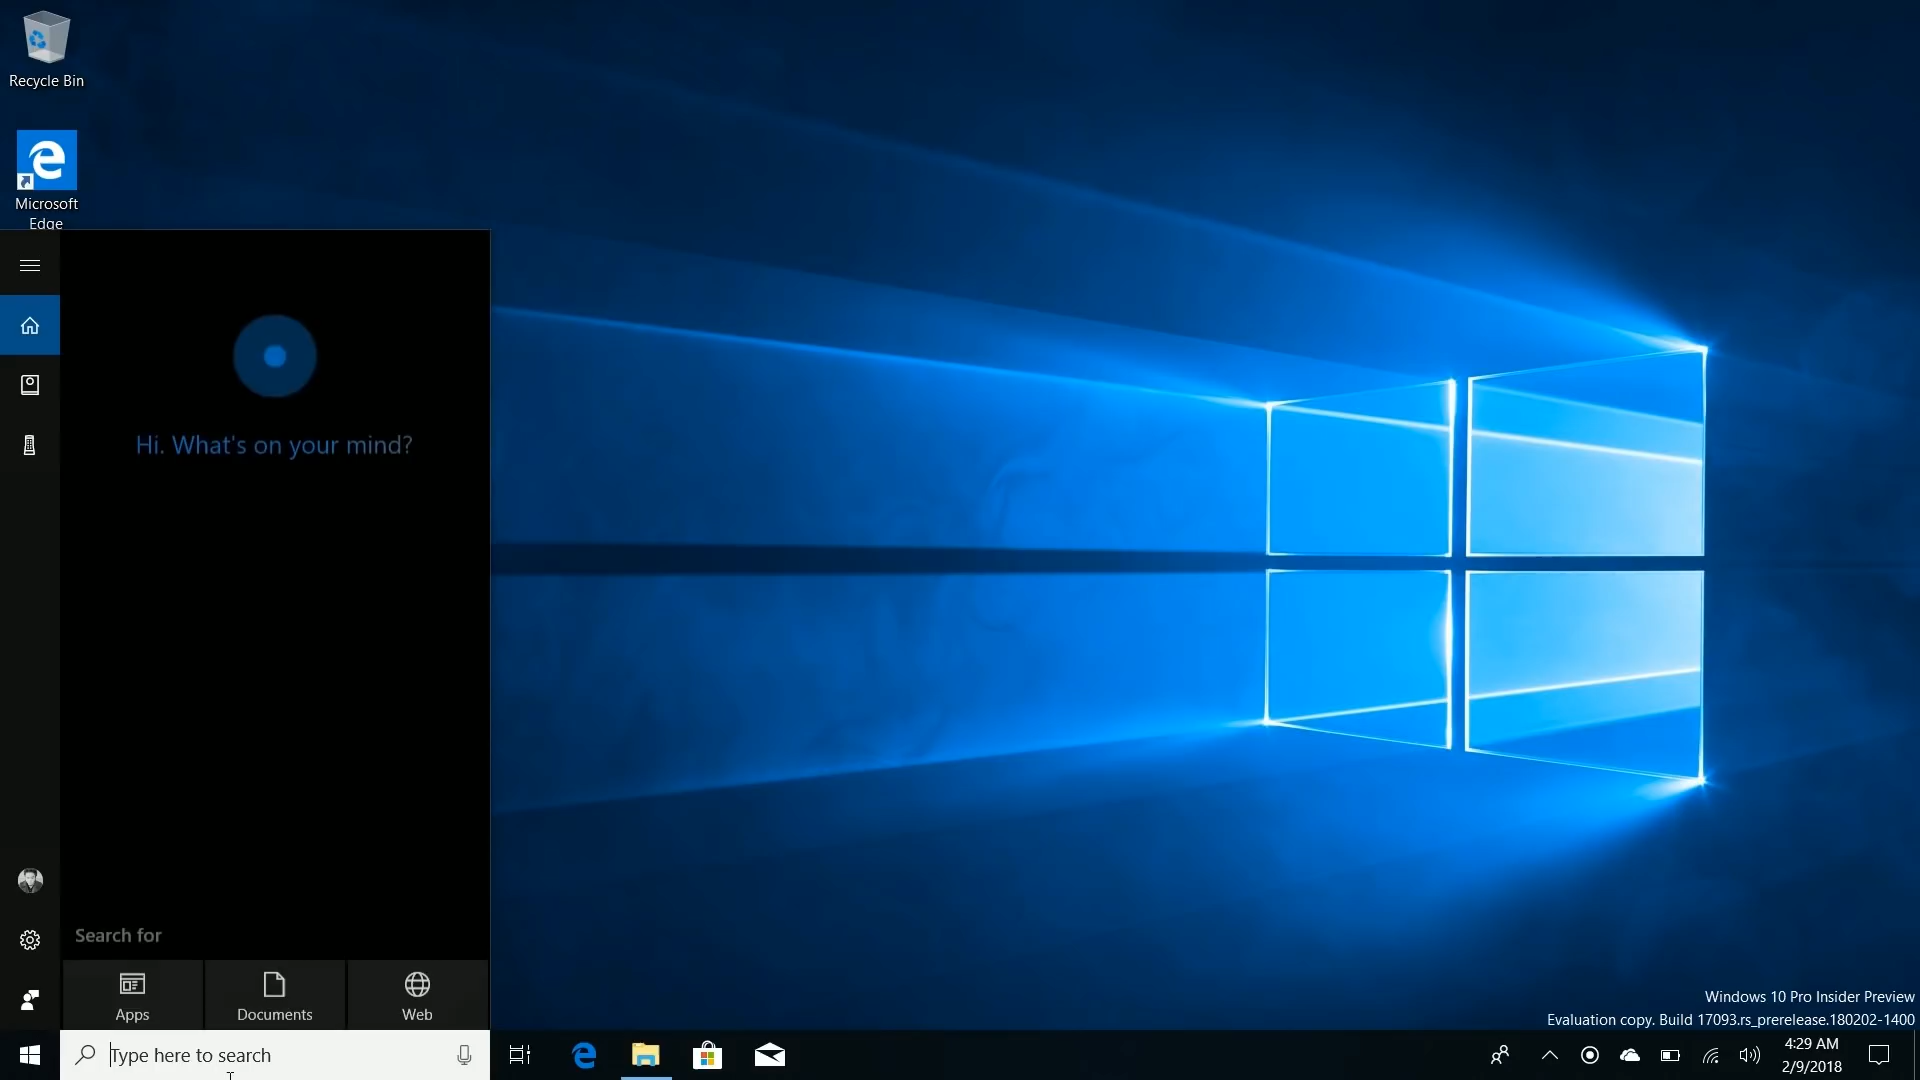 Recycle Bin
Microsoft
Edge
Hi. What's on your mind?
Search for
Apps
Documents
Web
Type here to search
Windows 10 Pro Insider Preview
Evaluation copy. Build 17093.rs_prerelease.180202-1400
4:29 AM
2/9/2018